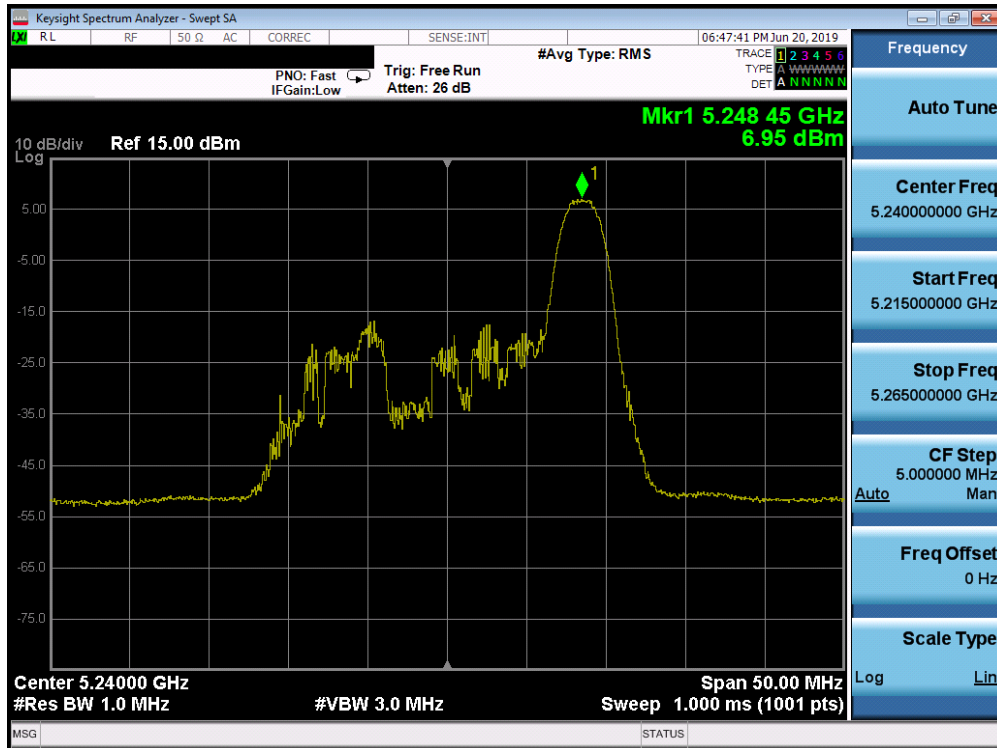 Keysight Spectrum Analyzer - Swept SA
LXI RL RF 50 Ω AC CORREC SENSE:INT 06:47:41 PM Jun 20, 2019
Frequency
#Avg Type: RMS
TRACE 1 2 3 4 5 6
PNO: Fast Trig: Free Run
TYPE A WWWWW
IFGain:Low Atten: 26 dB
DET A N N N N N
Auto Tune
Mkr1 5.248 45 GHz
6.95 dBm
10 dB/div Ref 15.00 dBm
Log
1
5.00
-5.00
-15.0
-25.0
-35.0
-45.0
-55.0
-65.0
-75.0
Center Freq
5.240000000 GHz
Start Freq
5.215000000 GHz
Stop Freq
5.265000000 GHz
CF Step
5.000000 MHz
Auto Man
Freq Offset
0 Hz
Scale Type
Log Lin
Center 5.24000 GHz Span 50.00 MHz
#Res BW 1.0 MHz #VBW 3.0 MHz Sweep 1.000 ms (1001 pts)
MSG STATUS